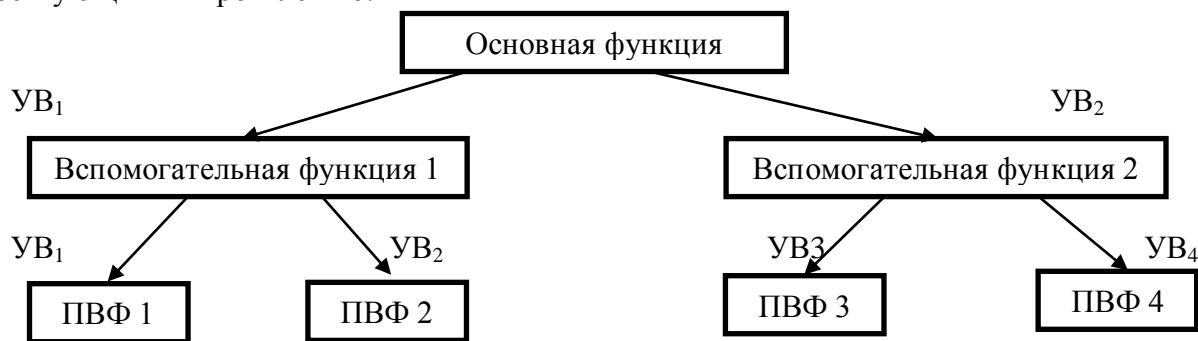 Основная функция
УВ₁ УВ₂
Вспомогательная функция 1 Вспомогательная функция 2
УВ₁ УВ₂ УВ3 УВ₄
ПВФ 1 ПВФ 2 ПВФ 3 ПВФ 4